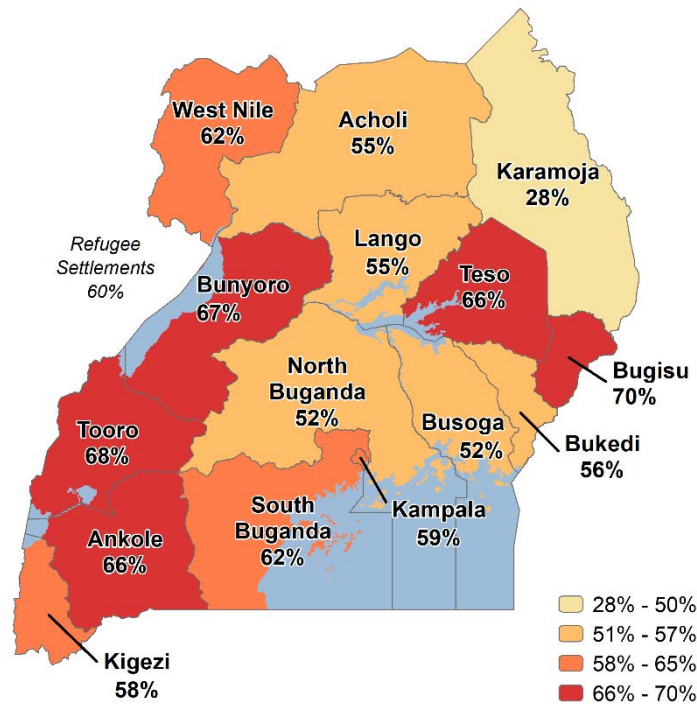 West Nile
62%
Acholi
55%
Karamoja
28%
Refugee
Settlements
60%
Lango
55%
Bunyoro
67%
Teso
66%
North
Buganda
52%
Bugisu
70%
Tooro
68%
Busoga
52%
Bukedi
56%
South
Buganda
62%
Kampala
59%
Ankole
66%
Kigezi
58%
28% - 50%
51% - 57%
58% - 65%
66% - 70%